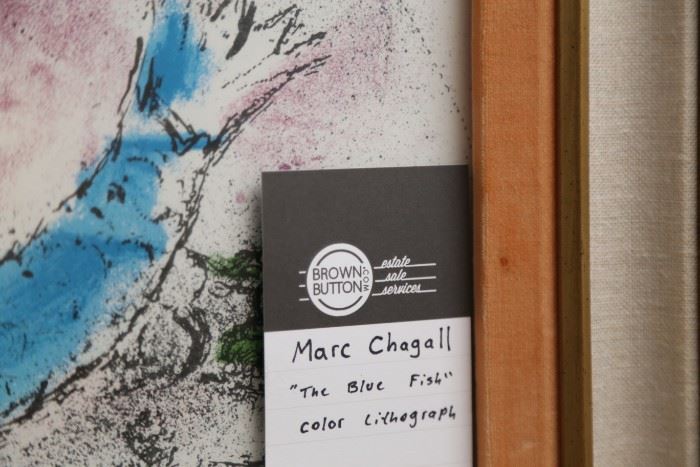 BROWN
BUTTON
.COM
estate
sale
services
Marc Chagall
"The Blue Fish"
color Lithograph